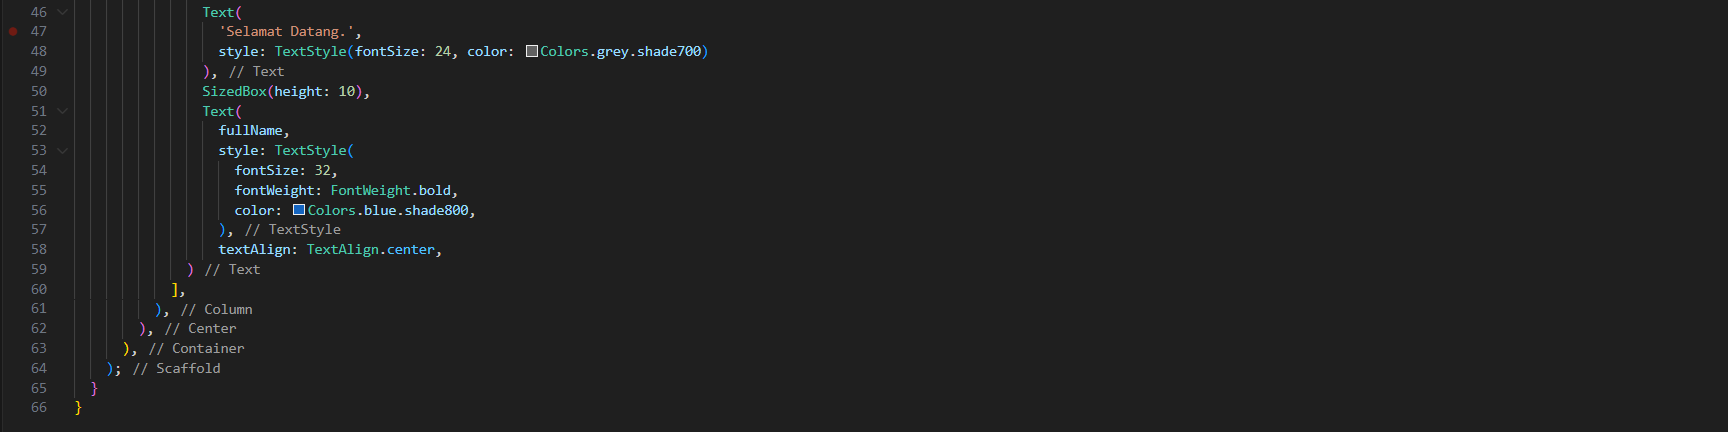 46 Text(
47 'Selamat Datang.',
48 style: TextStyle(fontSize: 24, color: Colors.grey.shade700)
49 ), // Text
50 SizedBox(height: 10),
51 Text(
52 fullName,
53 style: TextStyle(
54 fontSize: 32,
55 fontWeight: FontWeight.bold,
56 color: Colors.blue.shade800,
57 ), // TextStyle
58 textAlign: TextAlign.center,
59 ) // Text
60 ],
61 ), // Column
62 ), // Center
63 ), // Container
64 ); // Scaffold
65 }
66 }